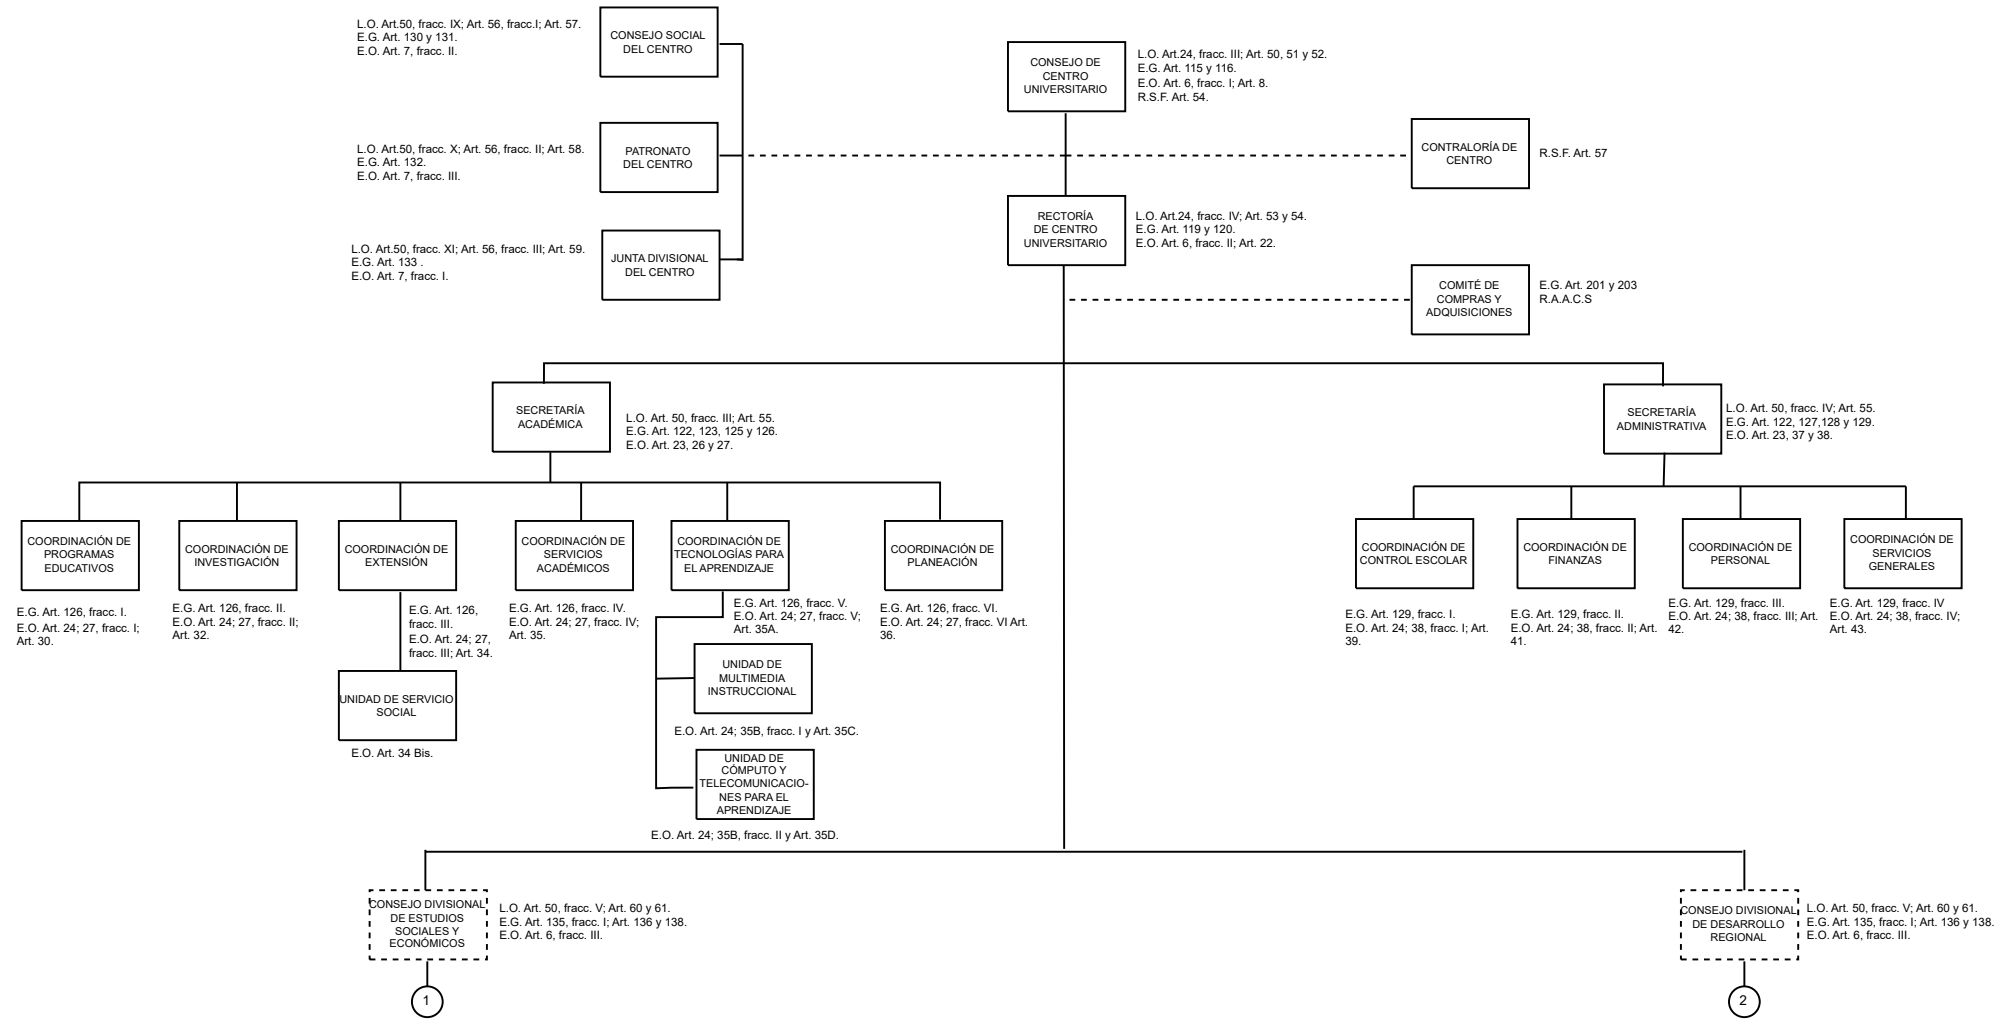 L.O. Art.50, fracc. IX; Art. 56, fracc.I; Art. 57.
E.G. Art. 130 y 131.
E.O. Art. 7, fracc. II.
CONSEJO SOCIAL
DEL CENTRO
CONSEJO DE
CENTRO
UNIVERSITARIO
L.O. Art.24, fracc. III; Art. 50, 51 y 52.
E.G. Art. 115 y 116.
E.O. Art. 6, fracc. I; Art. 8.
R.S.F. Art. 54.
L.O. Art.50, fracc. X; Art. 56, fracc. II; Art. 58.
E.G. Art. 132.
E.O. Art. 7, fracc. III.
PATRONATO
DEL CENTRO
CONTRALORÍA DE
CENTRO
R.S.F. Art. 57
RECTORÍA
DE CENTRO
UNIVERSITARIO
L.O. Art.24, fracc. IV; Art. 53 y 54.
E.G. Art. 119 y 120.
E.O. Art. 6, fracc. II; Art. 22.
L.O. Art.50, fracc. XI; Art. 56, fracc. III; Art. 59.
E.G. Art. 133 .
E.O. Art. 7, fracc. I.
JUNTA DIVISIONAL
DEL CENTRO
COMITÉ DE
COMPRAS Y
ADQUISICIONES
E.G. Art. 201 y 203
R.A.A.C.S
SECRETARÍA
ACADÉMICA
L.O. Art. 50, fracc. III; Art. 55.
E.G. Art. 122, 123, 125 y 126.
E.O. Art. 23, 26 y 27.
SECRETARÍA
ADMINISTRATIVA
L.O. Art. 50, fracc. IV; Art. 55.
E.G. Art. 122, 127,128 y 129.
E.O. Art. 23, 37 y 38.
COORDINACIÓN DE
PROGRAMAS
EDUCATIVOS
E.G. Art. 126, fracc. I.
E.O. Art. 24; 27, fracc. I;
Art. 30.
COORDINACIÓN DE
INVESTIGACIÓN
E.G. Art. 126, fracc. II.
E.O. Art. 24; 27, fracc. II;
Art. 32.
COORDINACIÓN DE
EXTENSIÓN
E.G. Art. 126,
fracc. III.
E.O. Art. 24; 27,
fracc. III; Art. 34.
COORDINACIÓN DE
SERVICIOS
ACADÉMICOS
E.G. Art. 126, fracc. IV.
E.O. Art. 24; 27, fracc. IV;
Art. 35.
COORDINACIÓN DE
TECNOLOGÍAS PARA
EL APRENDIZAJE
E.G. Art. 126, fracc. V.
E.O. Art. 24; 27, fracc. V;
Art. 35A.
COORDINACIÓN DE
PLANEACIÓN
E.G. Art. 126, fracc. VI.
E.O. Art. 24; 27, fracc. VI Art.
36.
COORDINACIÓN DE
CONTROL ESCOLAR
E.G. Art. 129, fracc. I.
E.O. Art. 24; 38, fracc. I; Art.
39.
COORDINACIÓN DE
FINANZAS
E.G. Art. 129, fracc. II.
E.O. Art. 24; 38, fracc. II; Art.
41.
COORDINACIÓN DE
PERSONAL
E.G. Art. 129, fracc. III.
E.O. Art. 24; 38, fracc. III; Art.
42.
COORDINACIÓN DE
SERVICIOS
GENERALES
E.G. Art. 129, fracc. IV
E.O. Art. 24; 38, fracc. IV;
Art. 43.
UNIDAD DE SERVICIO
SOCIAL
E.O. Art. 34 Bis.
UNIDAD DE
MULTIMEDIA
INSTRUCCIONAL
E.O. Art. 24; 35B, fracc. I y Art. 35C.
UNIDAD DE
CÓMPUTO Y
TELECOMUNICACIO-
NES PARA EL
APRENDIZAJE
E.O. Art. 24; 35B, fracc. II y Art. 35D.
CONSEJO DIVISIONAL
DE ESTUDIOS
SOCIALES Y
ECONÓMICOS
L.O. Art. 50, fracc. V; Art. 60 y 61.
E.G. Art. 135, fracc. I; Art. 136 y 138.
E.O. Art. 6, fracc. III.
CONSEJO DIVISIONAL
DE DESARROLLO
REGIONAL
L.O. Art. 50, fracc. V; Art. 60 y 61.
E.G. Art. 135, fracc. I; Art. 136 y 138.
E.O. Art. 6, fracc. III.
1
2